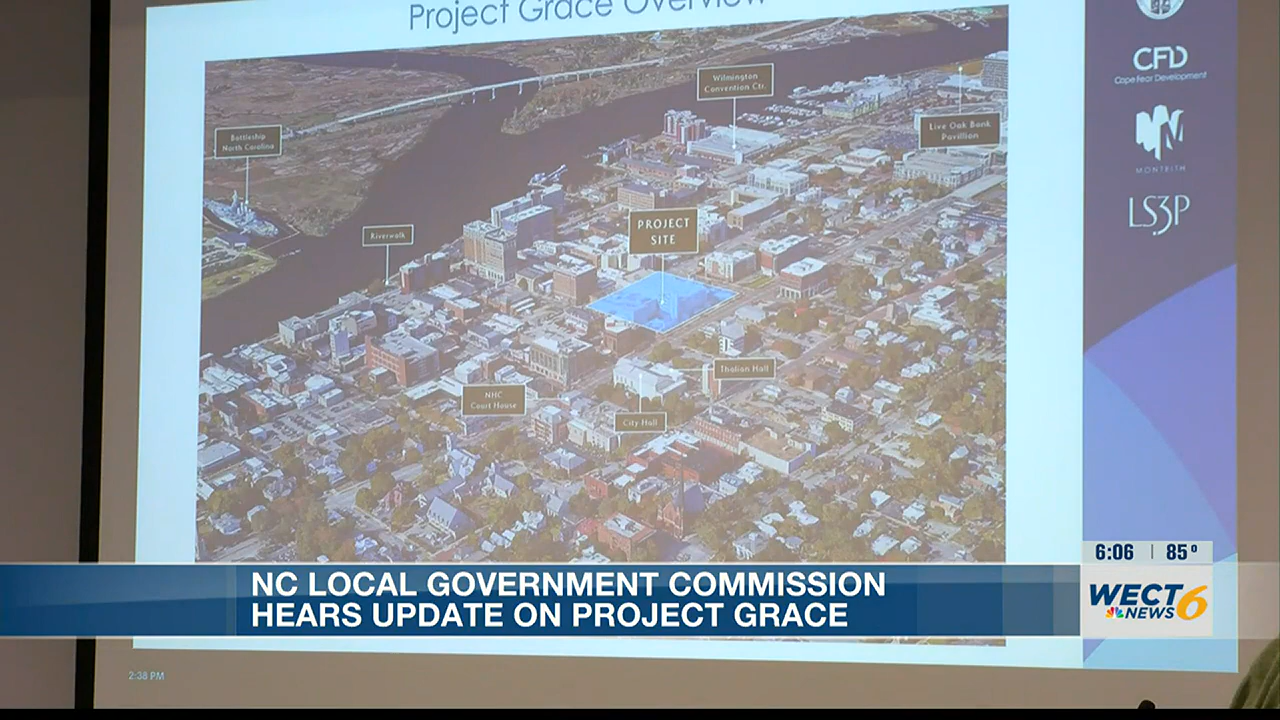 Project Grace Overview
Wilmington
Convention Ctr.
Battleship
North Carolina
Live Oak Bank
Pavillion
Riverwalk
PROJECT
SITE
Thalian Hall
NHC
Court House
City Hall
CFD
Cape Fear Development
M
MONTEITH
LS3P
6:06 | 85°
NC LOCAL GOVERNMENT COMMISSION
HEARS UPDATE ON PROJECT GRACE
WECT 6
NEWS
2:38 PM